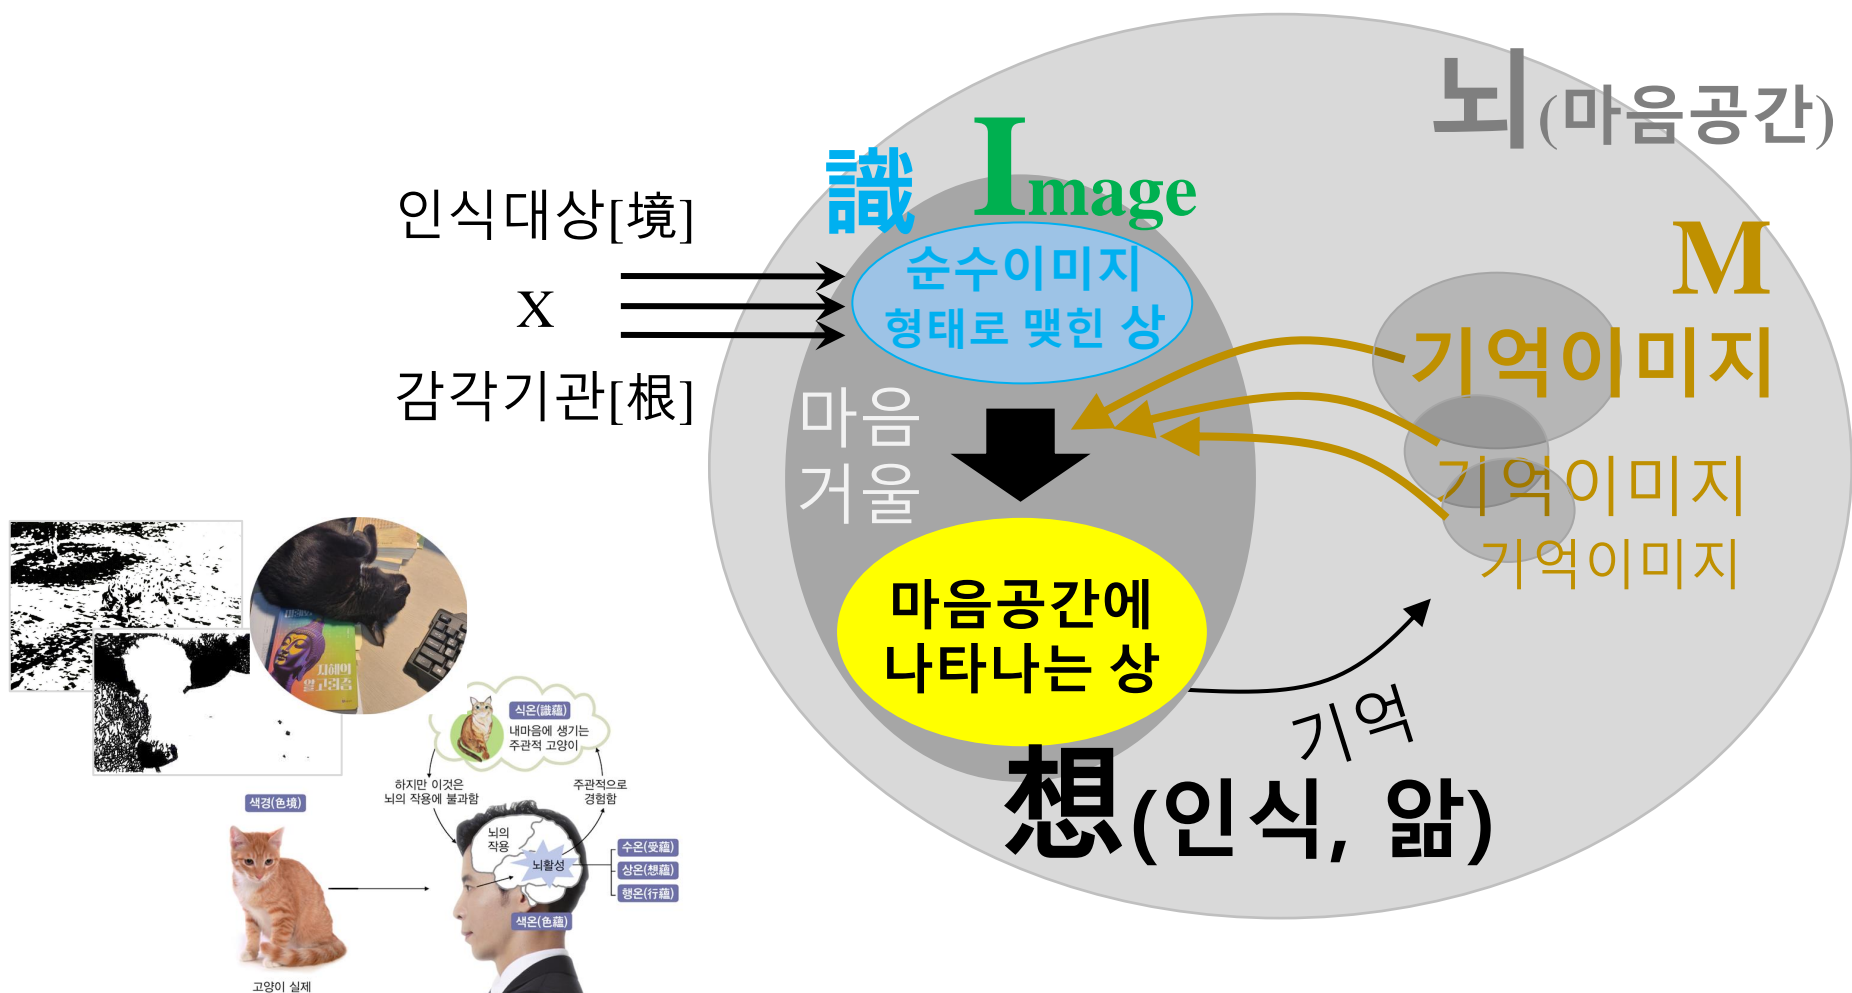 뇌(마음공간)
識 Image
인식대상[境]
X
감각기관[根]
순수이미지
형태로 맺힌 상
M
기억이미지
기억이미지
기억이미지
마음
거울
마음공간에
나타나는 상
기억
想(인식, 앎)
식온(識蘊)
내마음에 생기는
주관적 고양이
하지만 이것은
뇌의 작용에 불과함
주관적으로
경험함
색경(色境)
뇌의
작용
뇌활성
수온(受蘊)
상온(想蘊)
행온(行蘊)
색온(色蘊)
고양이 실제